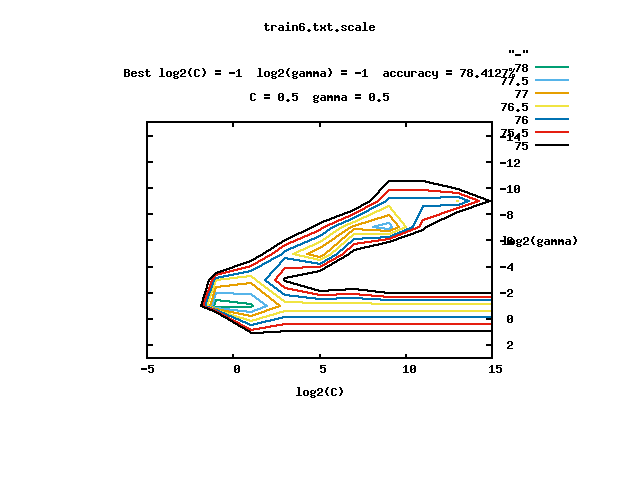 train6.txt.scale
"-"
Best log2(C) = -1 log2(gamma) = -1 accuracy = 78.4127%
78
77.5
C = 0.5 gamma = 0.5
77
76.5
76
75.5
75
-14
-12
-10
-8
-6
log2(gamma)
-4
-2
0
2
-5 0 5 10 15
log2(C)